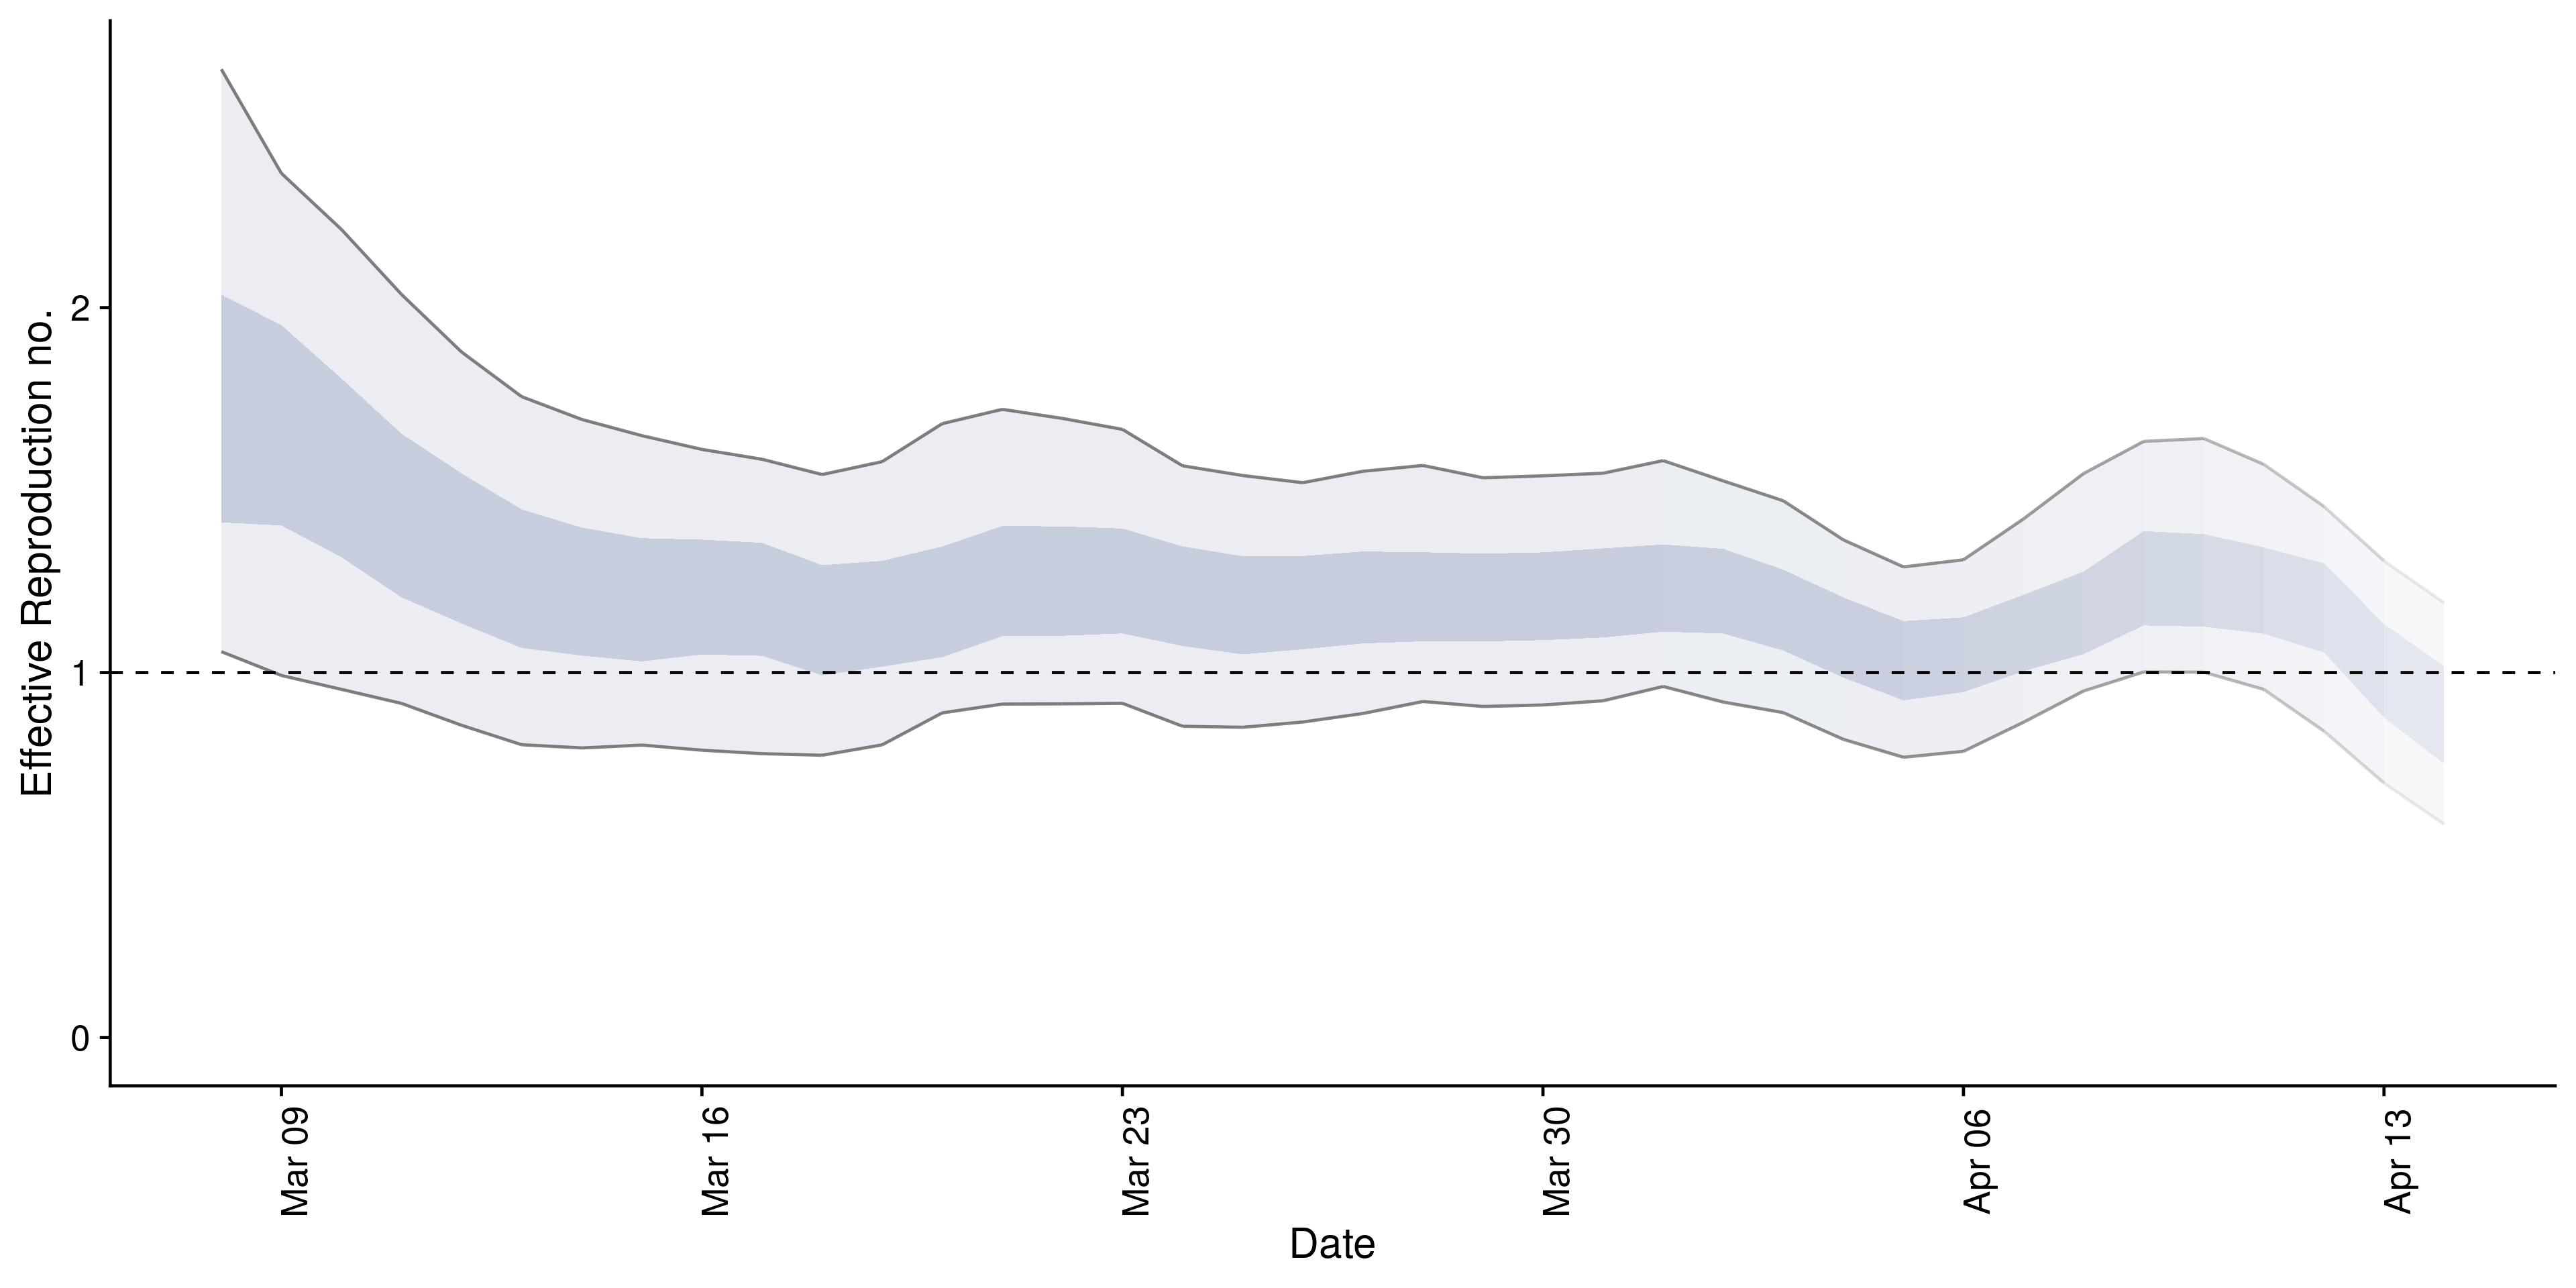 Effective Reproduction no.
2
1
0
Mar 09
Mar 16
Mar 23
Mar 30
Apr 06
Apr 13
Date